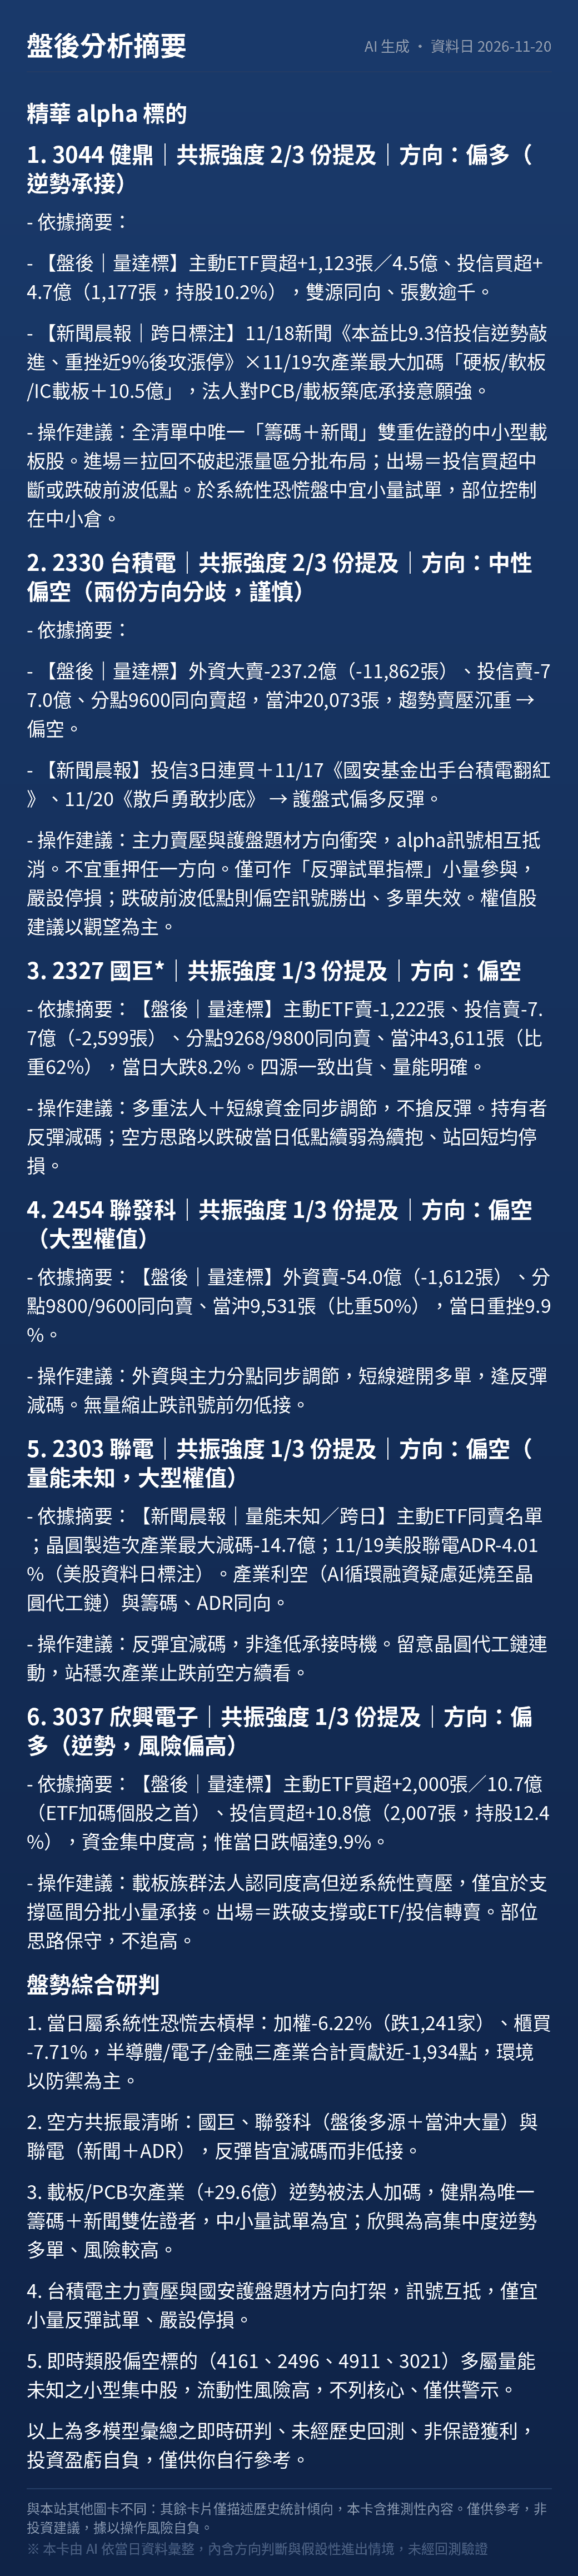 盤後分析摘要
AI 生成 · 資料日 2026-11-20
精華 alpha 標的
1. 3044 健鼎｜共振強度 2/3 份提及｜方向：偏多（
逆勢承接）
- 依據摘要：
- 【盤後｜量達標】主動ETF買超+1,123張／4.5億、投信買超+
4.7億（1,177張，持股10.2%），雙源同向、張數逾千。
- 【新聞晨報｜跨日標注】11/18新聞《本益比9.3倍投信逆勢敲
進、重挫近9%後攻漲停》×11/19次產業最大加碼「硬板/軟板
/IC載板＋10.5億」，法人對PCB/載板築底承接意願強。
- 操作建議：全清單中唯一「籌碼＋新聞」雙重佐證的中小型載
板股。進場＝拉回不破起漲量區分批布局；出場＝投信買超中
斷或跌破前波低點。於系統性恐慌盤中宜小量試單，部位控制
在中小倉。
2. 2330 台積電｜共振強度 2/3 份提及｜方向：中性
偏空（兩份方向分歧，謹慎）
- 依據摘要：
- 【盤後｜量達標】外資大賣-237.2億（-11,862張）、投信賣-7
7.0億、分點9600同向賣超，當沖20,073張，趨勢賣壓沉重 →
偏空。
- 【新聞晨報】投信3日連買＋11/17《國安基金出手台積電翻紅
》、11/20《散戶勇敢抄底》 → 護盤式偏多反彈。
- 操作建議：主力賣壓與護盤題材方向衝突，alpha訊號相互抵
消。不宜重押任一方向。僅可作「反彈試單指標」小量參與，
嚴設停損；跌破前波低點則偏空訊號勝出、多單失效。權值股
建議以觀望為主。
3. 2327 國巨*｜共振強度 1/3 份提及｜方向：偏空
- 依據摘要：【盤後｜量達標】主動ETF賣-1,222張、投信賣-7.
7億（-2,599張）、分點9268/9800同向賣、當沖43,611張（比
重62%），當日大跌8.2%。四源一致出貨、量能明確。
- 操作建議：多重法人＋短線資金同步調節，不搶反彈。持有者
反彈減碼；空方思路以跌破當日低點續弱為續抱、站回短均停
損。
4. 2454 聯發科｜共振強度 1/3 份提及｜方向：偏空
（大型權值）
- 依據摘要：【盤後｜量達標】外資賣-54.0億（-1,612張）、分
點9800/9600同向賣、當沖9,531張（比重50%），當日重挫9.9
%。
- 操作建議：外資與主力分點同步調節，短線避開多單，逢反彈
減碼。無量縮止跌訊號前勿低接。
5. 2303 聯電｜共振強度 1/3 份提及｜方向：偏空（
量能未知，大型權值）
- 依據摘要：【新聞晨報｜量能未知／跨日】主動ETF同賣名單
；晶圓製造次產業最大減碼-14.7億；11/19美股聯電ADR-4.01
%（美股資料日標注）。產業利空（AI循環融資疑慮延燒至晶
圓代工鏈）與籌碼、ADR同向。
- 操作建議：反彈宜減碼，非逢低承接時機。留意晶圓代工鏈連
動，站穩次產業止跌前空方續看。
6. 3037 欣興電子｜共振強度 1/3 份提及｜方向：偏
多（逆勢，風險偏高）
- 依據摘要：【盤後｜量達標】主動ETF買超+2,000張／10.7億
（ETF加碼個股之首）、投信買超+10.8億（2,007張，持股12.4
%），資金集中度高；惟當日跌幅達9.9%。
- 操作建議：載板族群法人認同度高但逆系統性賣壓，僅宜於支
撐區間分批小量承接。出場＝跌破支撐或ETF/投信轉賣。部位
思路保守，不追高。
盤勢綜合研判
1. 當日屬系統性恐慌去槓桿：加權-6.22%（跌1,241家）、櫃買
-7.71%，半導體/電子/金融三產業合計貢獻近-1,934點，環境
以防禦為主。
2. 空方共振最清晰：國巨、聯發科（盤後多源＋當沖大量）與
聯電（新聞＋ADR），反彈皆宜減碼而非低接。
3. 載板/PCB次產業（+29.6億）逆勢被法人加碼，健鼎為唯一
籌碼＋新聞雙佐證者，中小量試單為宜；欣興為高集中度逆勢
多單、風險較高。
4. 台積電主力賣壓與國安護盤題材方向打架，訊號互抵，僅宜
小量反彈試單、嚴設停損。
5. 即時類股偏空標的（4161、2496、4911、3021）多屬量能
未知之小型集中股，流動性風險高，不列核心、僅供警示。
以上為多模型彙總之即時研判、未經歷史回測、非保證獲利，
投資盈虧自負，僅供你自行參考。
與本站其他圖卡不同：其餘卡片僅描述歷史統計傾向，本卡含推測性內容。僅供參考，非
投資建議，據以操作風險自負。
※ 本卡由 AI 依當日資料彙整，內含方向判斷與假設性進出情境，未經回測驗證